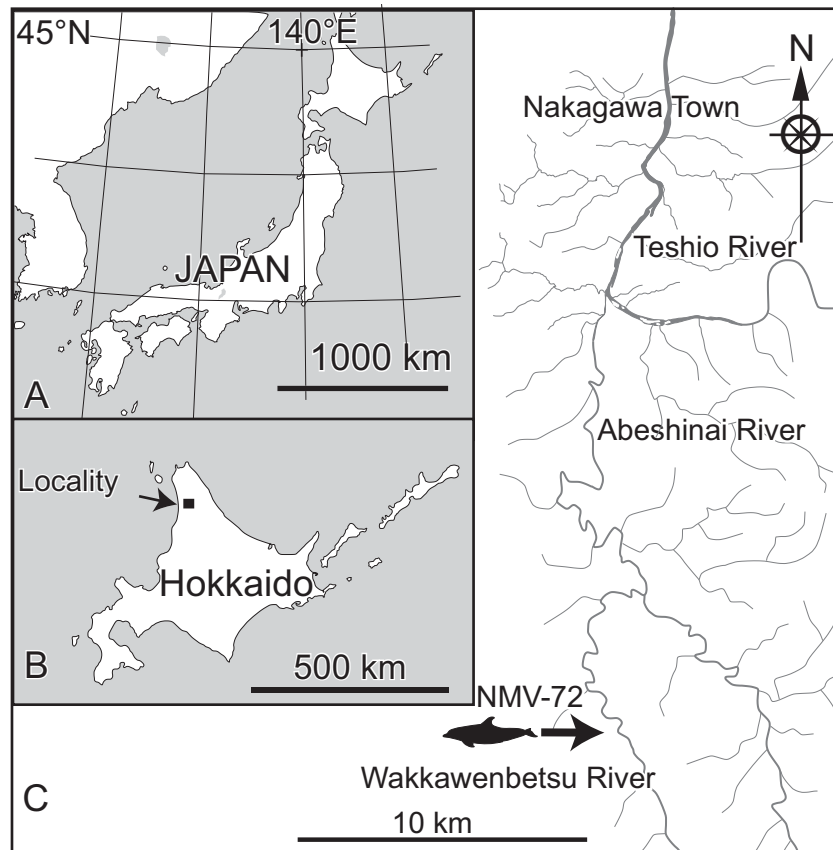 45°N
140°E
JAPAN
1000 km
A
Locality
Hokkaido
500 km
B
N
Nakagawa Town
Teshio River
Abeshinai River
NMV-72
Wakkawenbetsu River
10 km
C